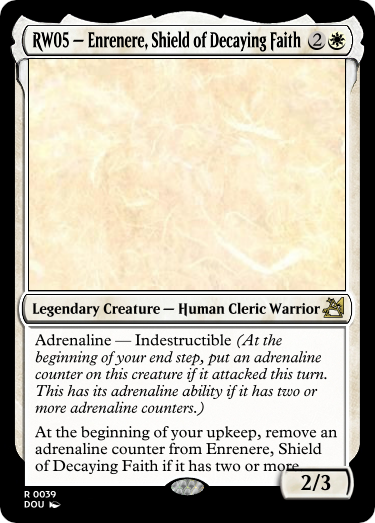 RW05 — Enrenere, Shield of Decaying Faith 2
Legendary Creature — Human Cleric Warrior
Adrenaline — Indestructible (At the
beginning of your end step, put an adrenaline
counter on this creature if it attacked this turn.
This has its adrenaline ability if it has two or
more adrenaline counters.)
At the beginning of your upkeep, remove an
adrenaline counter from Enrenere, Shield
of Decaying Faith if it has two or more
2/3
R 0039
DOU